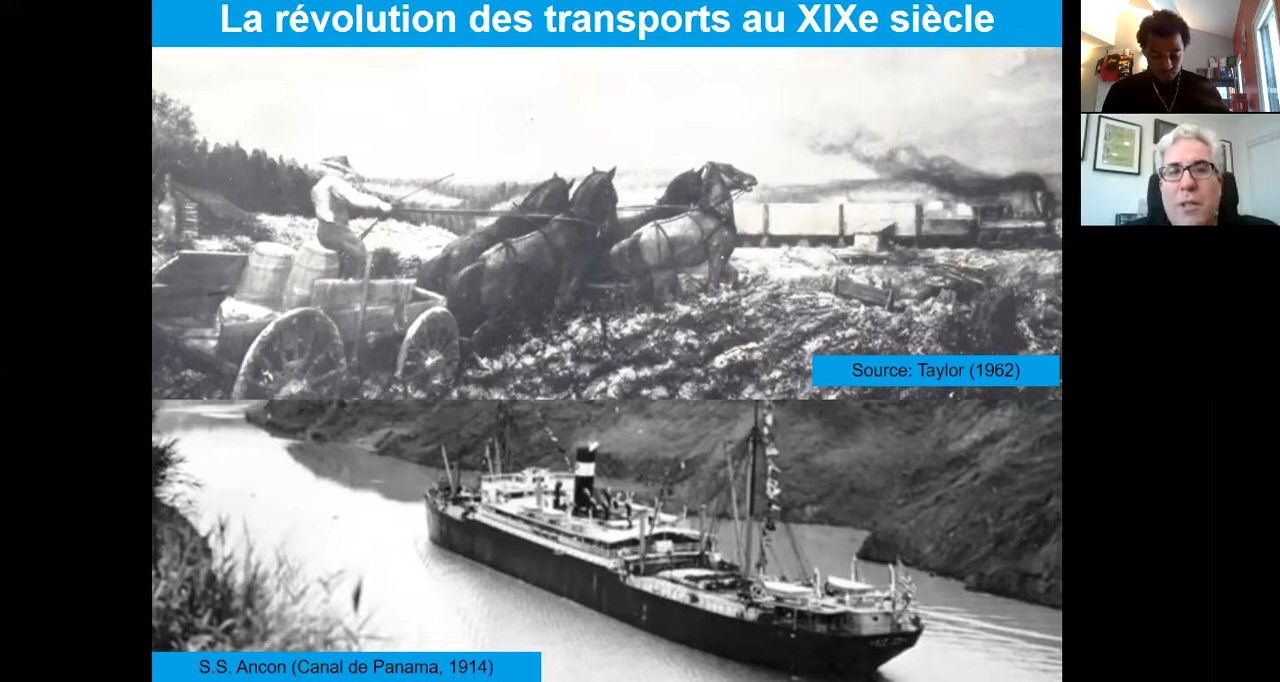 La révolution des transports au XIXe siècle
Source: Taylor (1962)
S.S. Ancon (Canal de Panama, 1914)